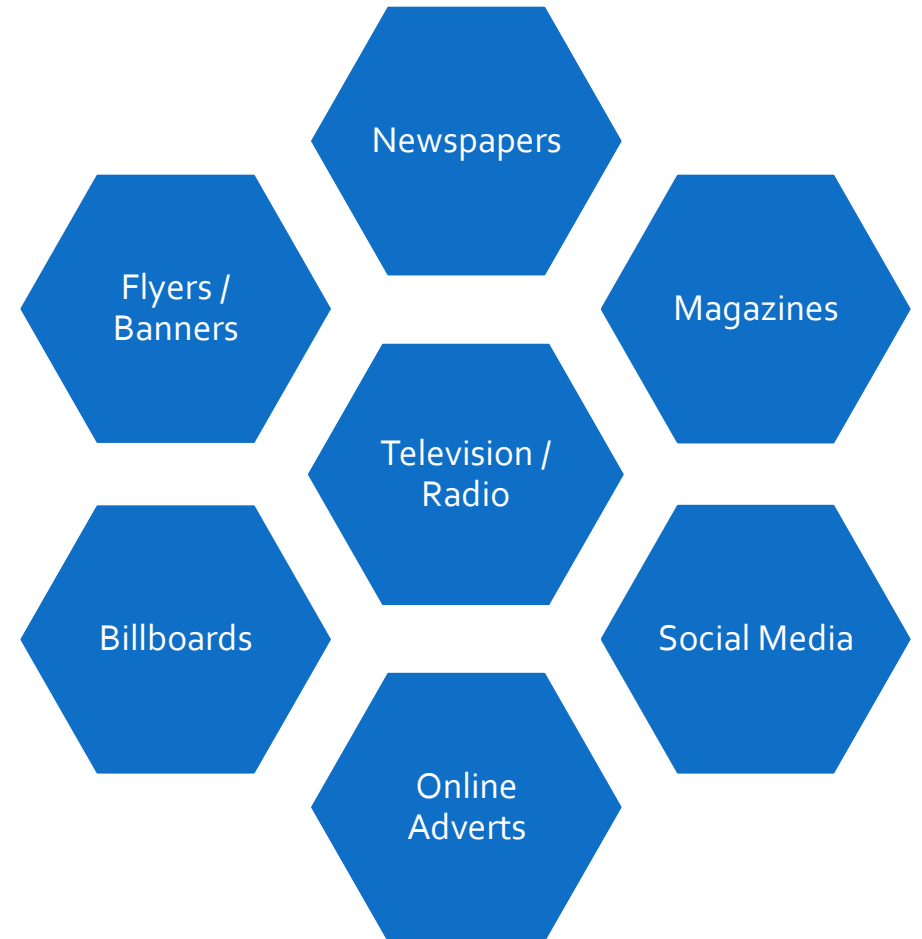 Newspapers
Flyers /
Banners
Magazines
Television /
Radio
Billboards
Social Media
Online
Adverts